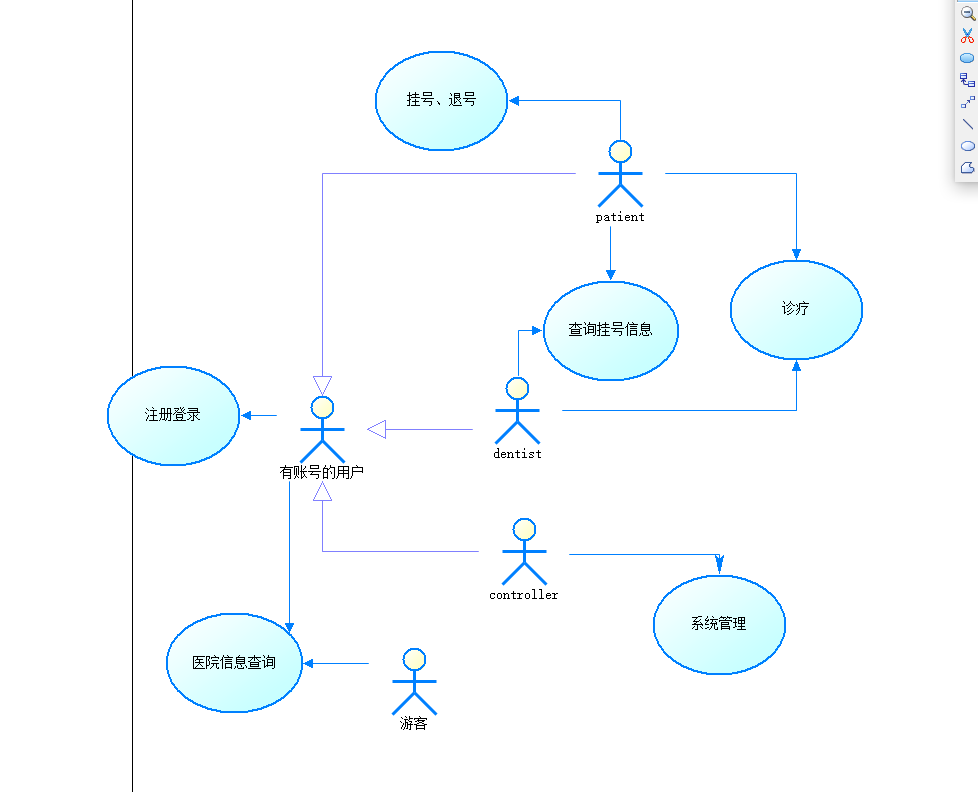 挂号、退号
patient
诊疗
查询挂号信息
注册登录
dentist
有账号的用户
controller
系统管理
医院信息查询
游客